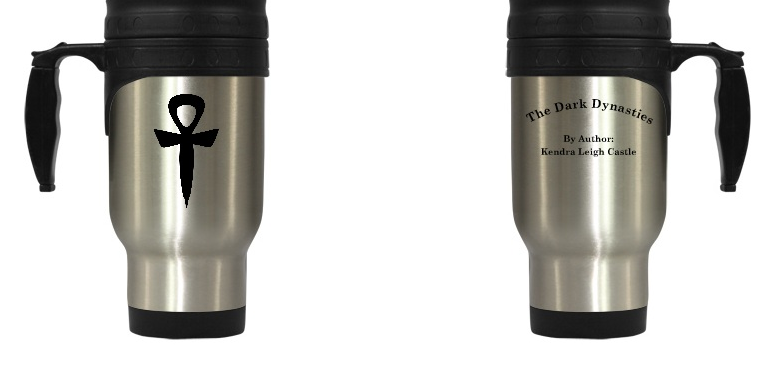 The Dark Dynasties
By Author:
Kendra Leigh Castle